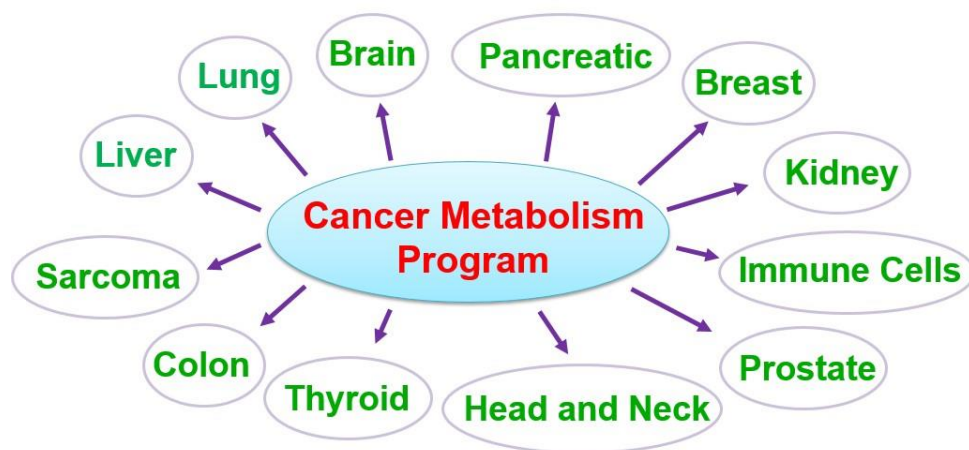 Brain
Pancreatic
Lung
Breast
Liver
Kidney
Cancer Metabolism
Program
Sarcoma
Immune Cells
Colon
Prostate
Thyroid
Head and Neck